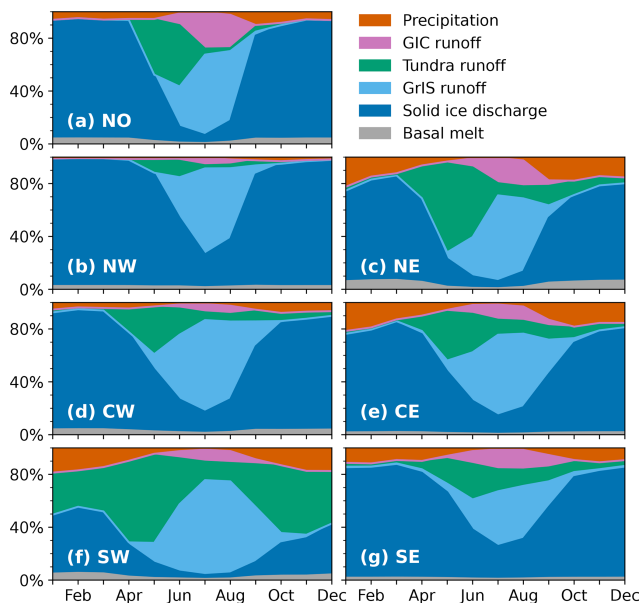 80%
40%
0%
(a) NO
Precipitation
GIC runoff
Tundra runoff
GrIS runoff
Solid ice discharge
Basal melt
80%
40%
0%
(b) NW
80%
40%
0%
(c) NE
80%
40%
0%
(d) CW
80%
40%
0%
(e) CE
80%
40%
0%
(f) SW
80%
40%
0%
(g) SE
Feb Apr Jun Aug Oct Dec
Feb Apr Jun Aug Oct Dec